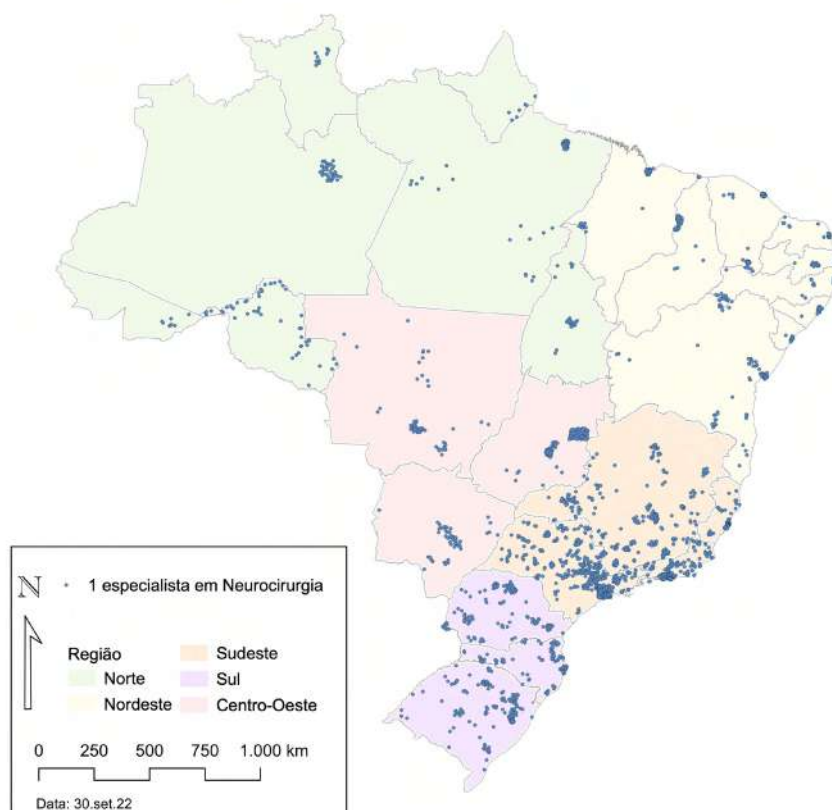 N
1 especialista em Neurocirurgia
Região
Norte
Nordeste
Sudeste
Sul
Centro-Oeste
0 250 500 750 1.000 km
Data: 30.set.22